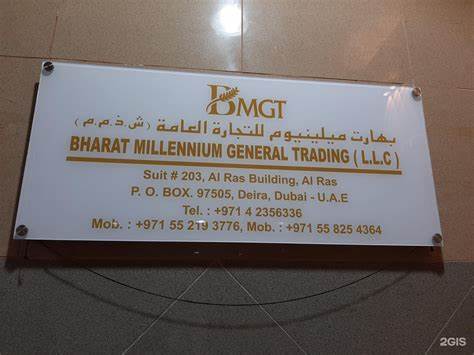 BMGT
بهارت ميلينيوم للتجارة العامة (ش.ذ.م.م)
BHARAT MILLENNIUM GENERAL TRADING ( L.L.C )
Suit # 203, Al Ras Building, Al Ras
P. O. BOX. 97505, Deira, Dubai - U.A.E
Tel. : +971 4 2356336
Mob. : +971 55 219 3776, Mob. : +971 55 825 4364
2GIS